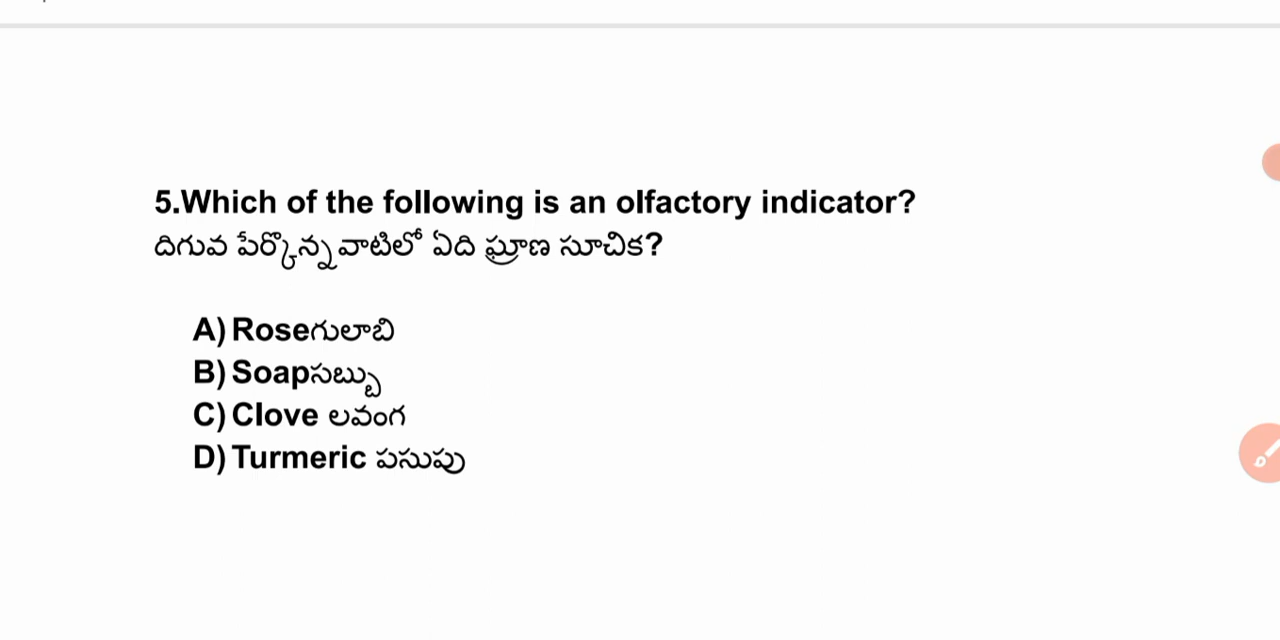 5.Which of the following is an olfactory indicator?
దిగువ పేర్కొన్న వాటిలో ఏది ఘ్రాణ సూచిక?
A) Roseగులాబి
B) Soapసబ్బు
C) Clove లవంగ
D) Turmeric పసుపు